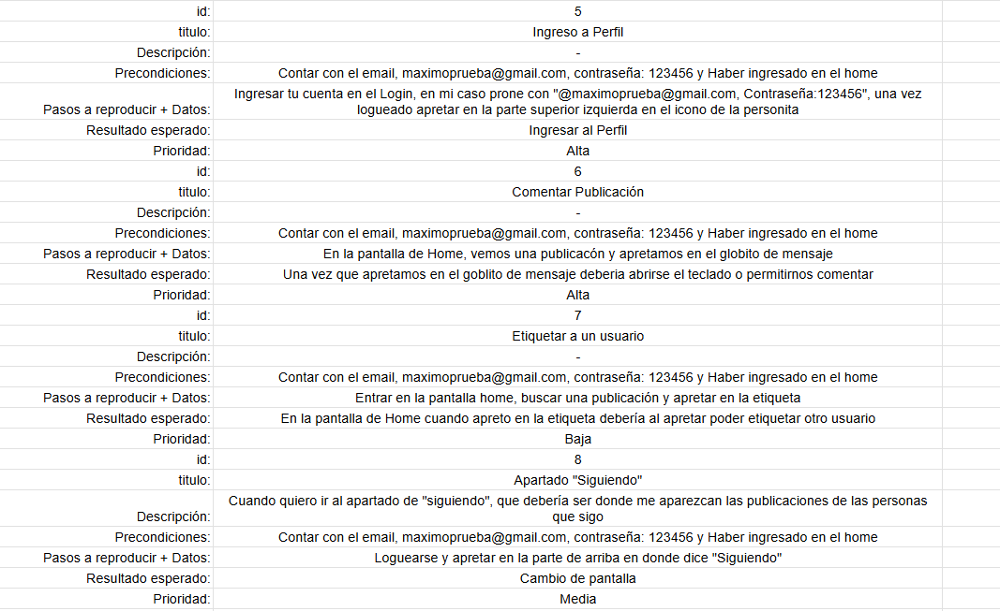 id: 5
titulo: Ingreso a Perfil
Descripción: -
Precondiciones: Contar con el email, maximoprueba@gmail.com, contraseña: 123456 y Haber ingresado en el home
Ingresar tu cuenta en el Login, en mi caso prone con "@maximoprueba@gmail.com, Contraseña:123456", una vez
Pasos a reproducir + Datos: logueado apretar en la parte superior izquierda en el icono de la personita
Resultado esperado: Ingresar al Perfil
Prioridad: Alta
id: 6
titulo: Comentar Publicación
Descripción: -
Precondiciones: Contar con el email, maximoprueba@gmail.com, contraseña: 123456 y Haber ingresado en el home
Pasos a reproducir + Datos: En la pantalla de Home, vemos una publicacón y apretamos en el globito de mensaje
Resultado esperado: Una vez que apretamos en el goblito de mensaje deberia abrirse el teclado o permitirnos comentar
Prioridad: Alta
id: 7
titulo: Etiquetar a un usuario
Descripción: -
Precondiciones: Contar con el email, maximoprueba@gmail.com, contraseña: 123456 y Haber ingresado en el home
Pasos a reproducir + Datos: Entrar en la pantalla home, buscar una publicación y apretar en la etiqueta
Resultado esperado: En la pantalla de Home cuando apreto en la etiqueta debería al apretar poder etiquetar otro usuario
Prioridad: Baja
id: 8
titulo: Apartado "Siguiendo"
Cuando quiero ir al apartado de "siguiendo", que debería ser donde me aparezcan las publicaciones de las personas
Descripción: que sigo
Precondiciones: Contar con el email, maximoprueba@gmail.com, contraseña: 123456 y Haber ingresado en el home
Pasos a reproducir + Datos: Loguearse y apretar en la parte de arriba en donde dice "Siguiendo"
Resultado esperado: Cambio de pantalla
Prioridad: Media